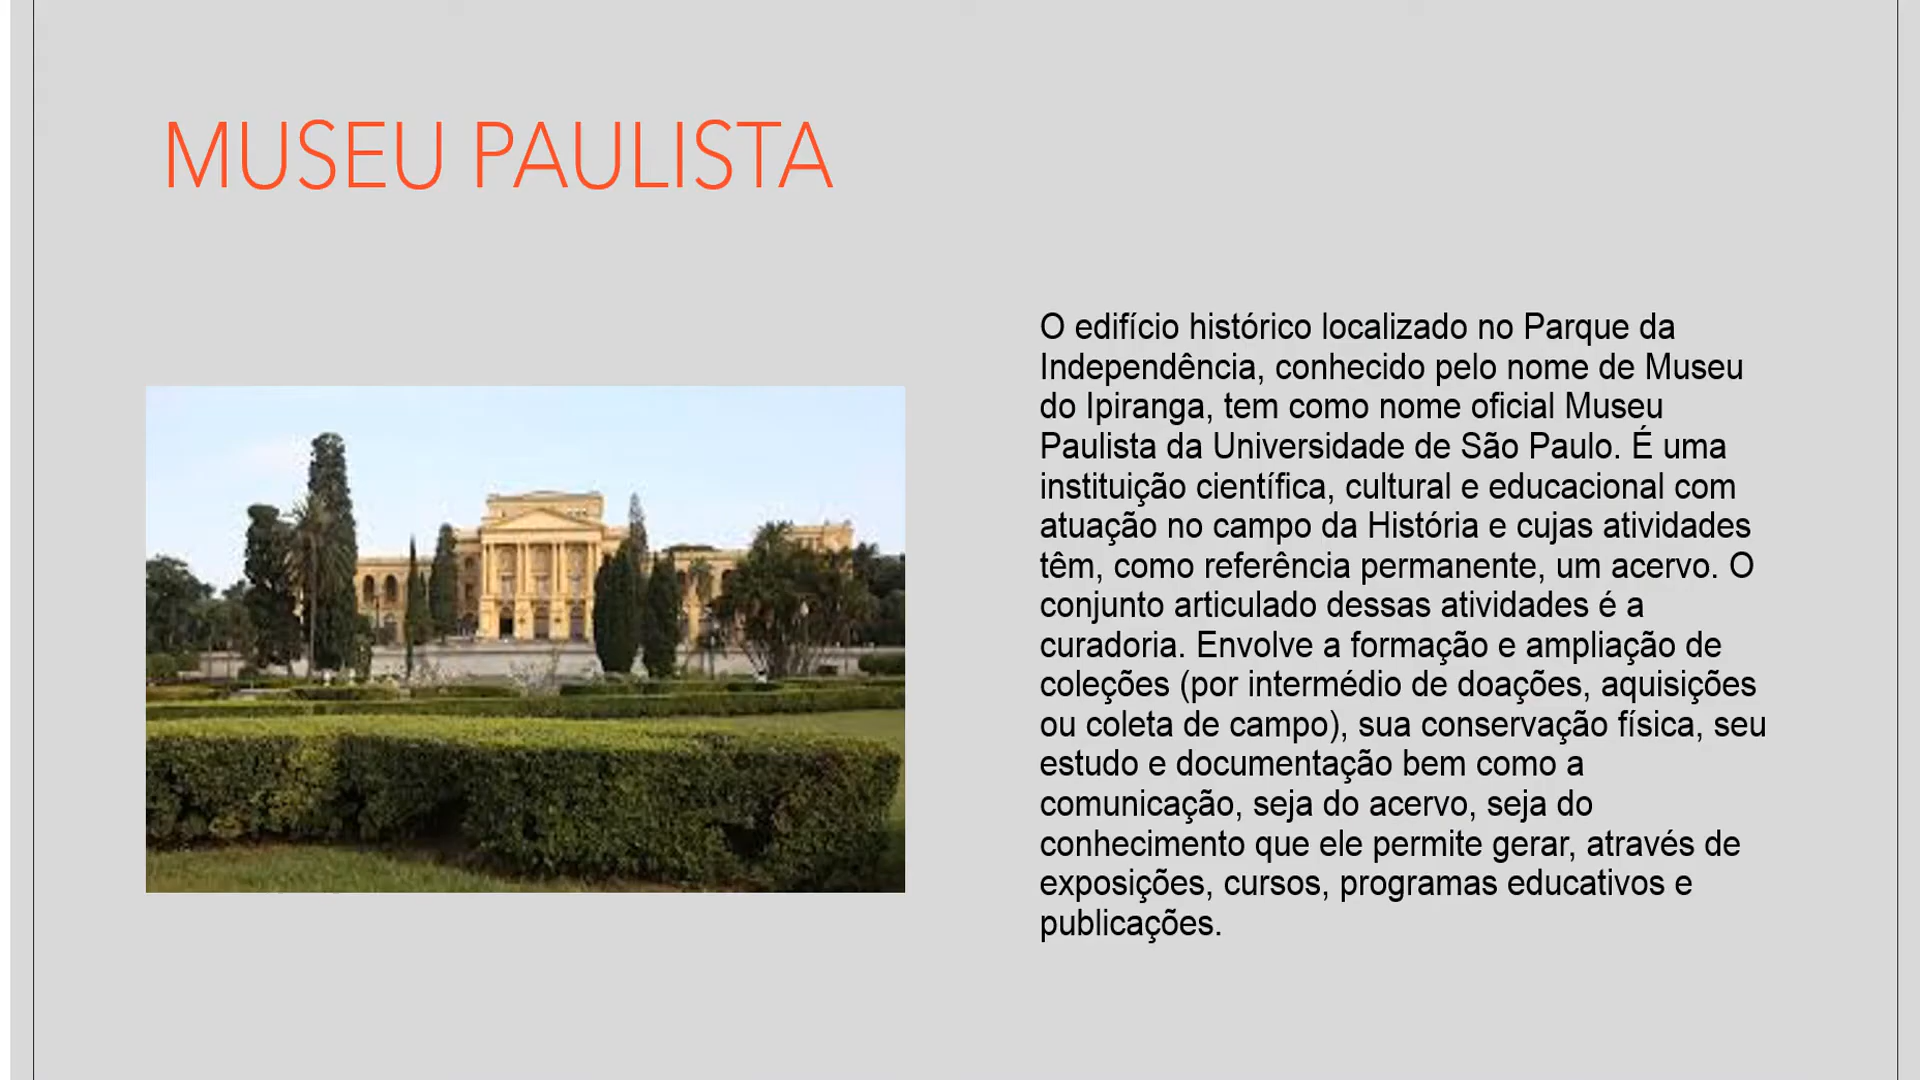 MUSEU PAULISTA
O edifício histórico localizado no Parque da
Independência, conhecido pelo nome de Museu
do Ipiranga, tem como nome oficial Museu
Paulista da Universidade de São Paulo. É uma
instituição científica, cultural e educacional com
atuação no campo da História e cujas atividades
têm, como referência permanente, um acervo. O
conjunto articulado dessas atividades é a
curadoria. Envolve a formação e ampliação de
coleções (por intermédio de doações, aquisições
ou coleta de campo), sua conservação física, seu
estudo e documentação bem como a
comunicação, seja do acervo, seja do
conhecimento que ele permite gerar, através de
exposições, cursos, programas educativos e
publicações.